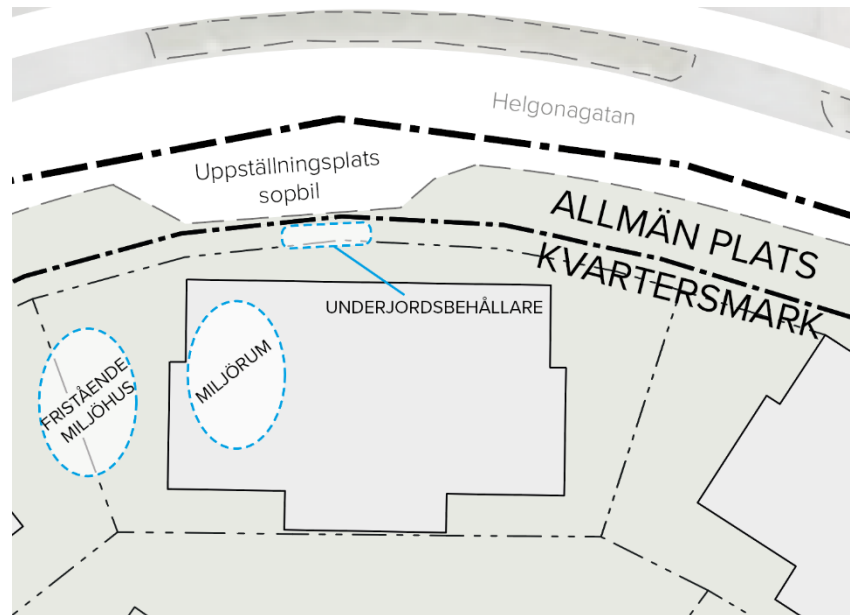 Helgonagatan
Uppställningsplats
sopbil
ALLMÄN PLATS
KVARTERSMARK
UNDERJORDSBEHÅLLARE
MILJÖRUM
FRISTÅENDE
MILJÖHUS